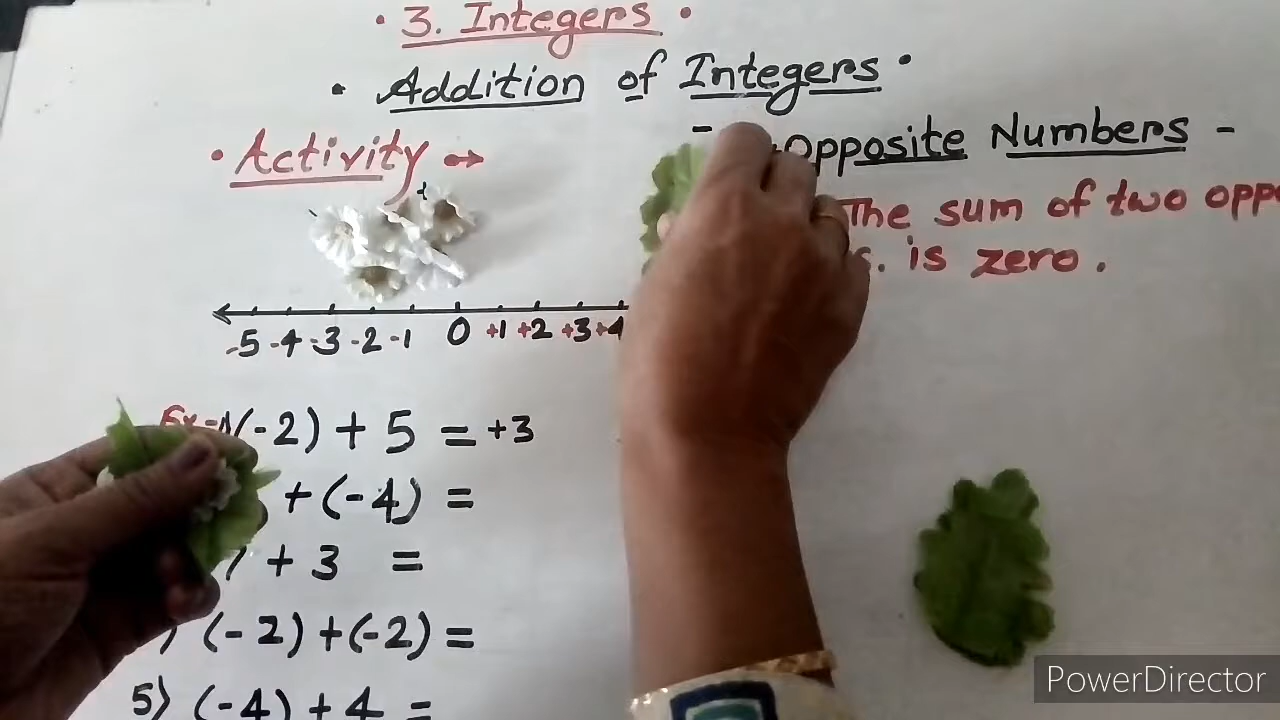 • 3. Integers •
• Addition of Integers •
• Activity →
- Opposite Numbers -
The sum of two
is zero.
-5 -4 -3 -2 -1 0 +1 +2 +3 +4
(-2) + 5 = +3
+ (-4) =
+ 3 =
) (-2) + (-2) =
5) (-4) + 4 =
PowerDirector